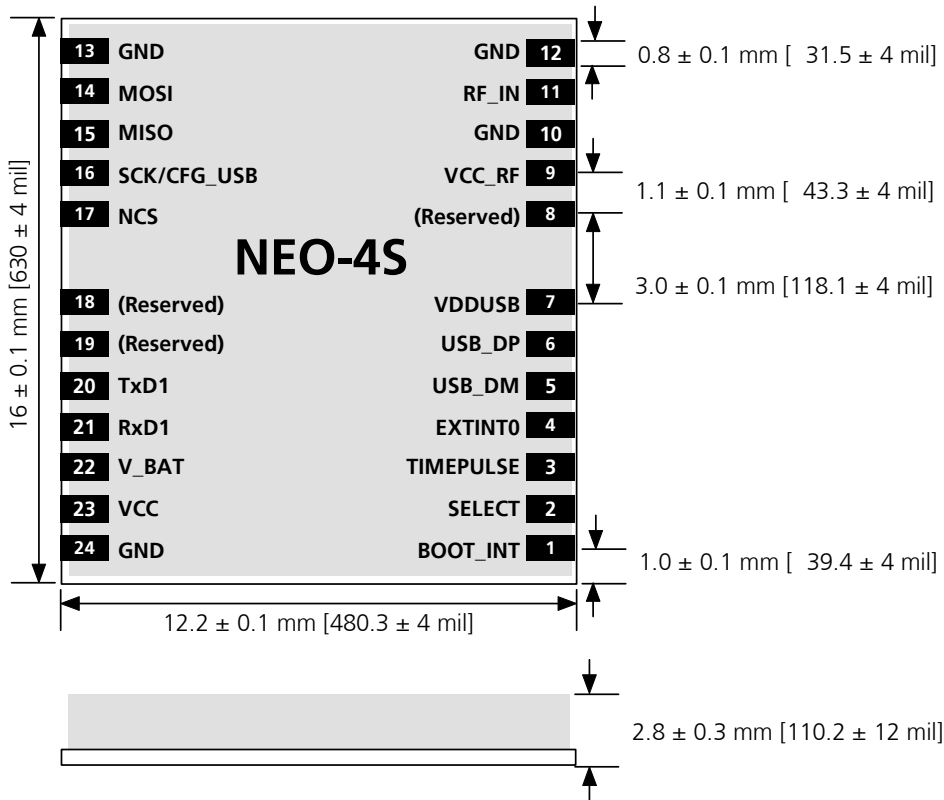 13 GND GND 12 0.8 ± 0.1 mm [ 31.5 ± 4 mil]
14 MOSI RF_IN 11
15 MISO GND 10
16 SCK/CFG_USB VCC_RF 9
1.1 ± 0.1 mm [ 43.3 ± 4 mil]
17 NCS (Reserved) 8
NEO-4S
3.0 ± 0.1 mm [118.1 ± 4 mil]
18 (Reserved) VDDUSB 7
19 (Reserved) USB_DP 6
20 TxD1 USB_DM 5
21 RxD1 EXTINT0 4
22 V_BAT TIMEPULSE 3
23 VCC SELECT 2
24 GND BOOT_INT 1
1.0 ± 0.1 mm [ 39.4 ± 4 mil]
16 ± 0.1 mm [630 ± 4 mil]
12.2 ± 0.1 mm [480.3 ± 4 mil]
2.8 ± 0.3 mm [110.2 ± 12 mil]